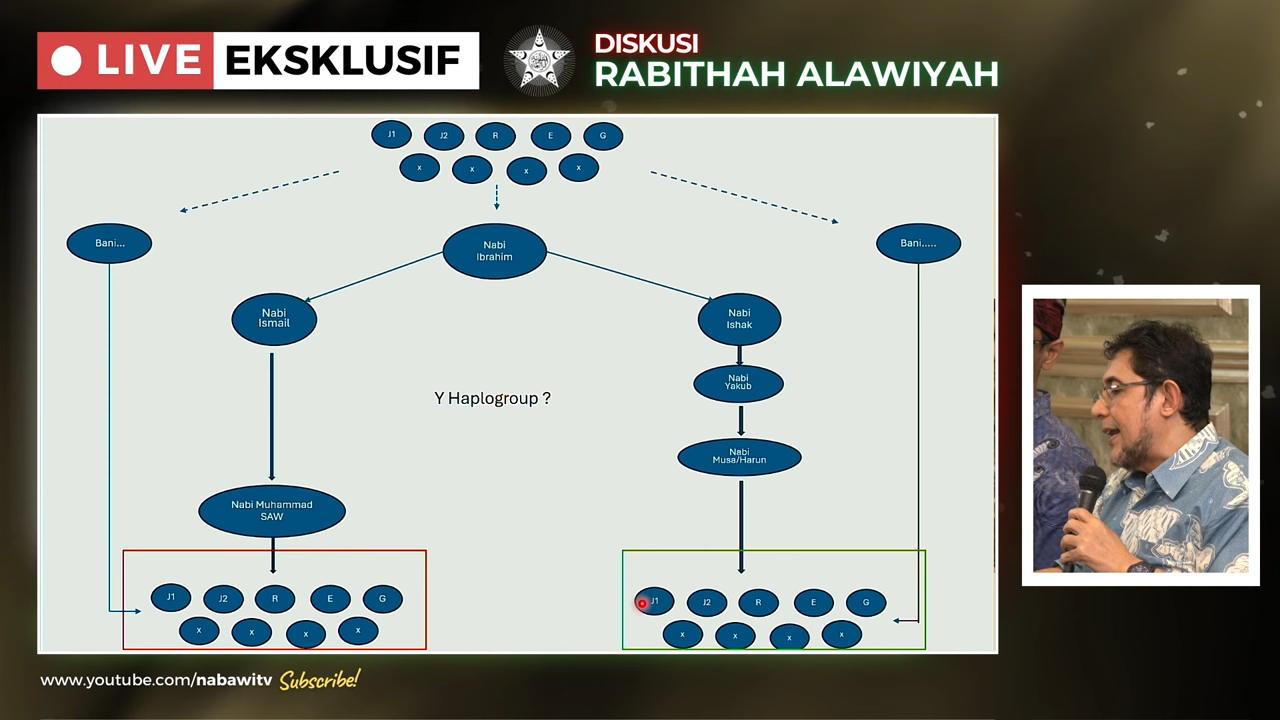 LIVE EKSKLUSIF
DISKUSI
RABITHAH ALAWIYAH
J1 J2 R E G
x x x x
Bani...
Nabi
Ibrahim
Bani.....
Nabi
Ismail
Nabi
Ishak
Nabi
Yakub
Y Haplogroup ?
Nabi
Musa/Harun
Nabi Muhammad
SAW
J1 J2 R E G
x x x x
J1 J2 R E G
x x x x
www.youtube.com/nabawitv Subscribe!